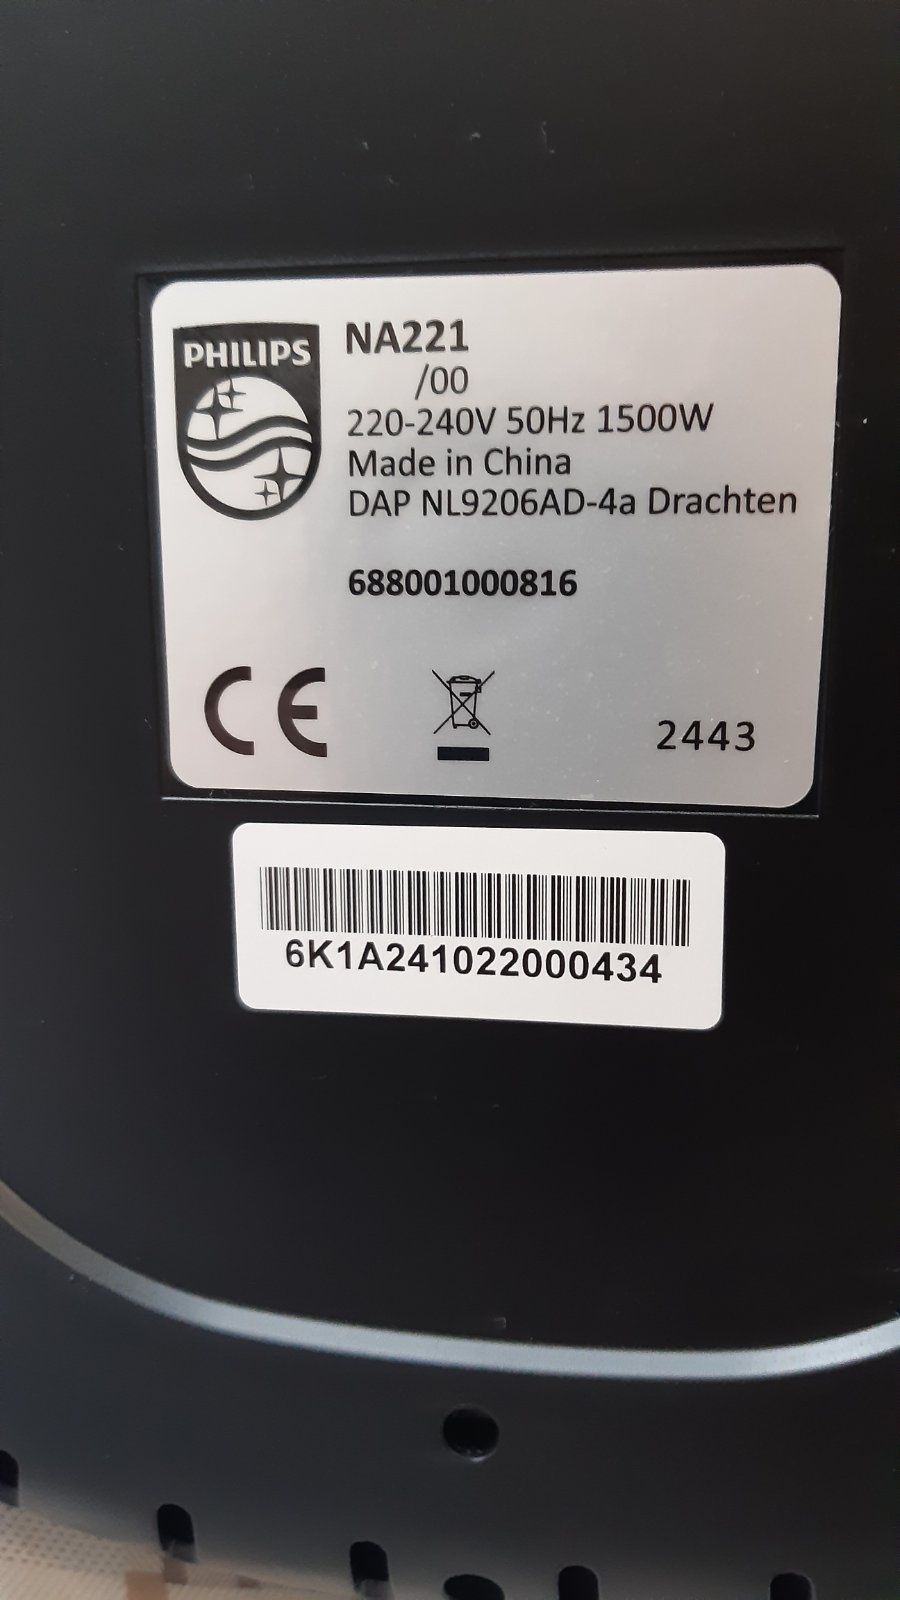 PHILIPS
NA221
/00
220-240V 50Hz 1500W
Made in China
DAP NL9206AD-4a Drachten
688001000816
CE
2443
6K1A241022000434